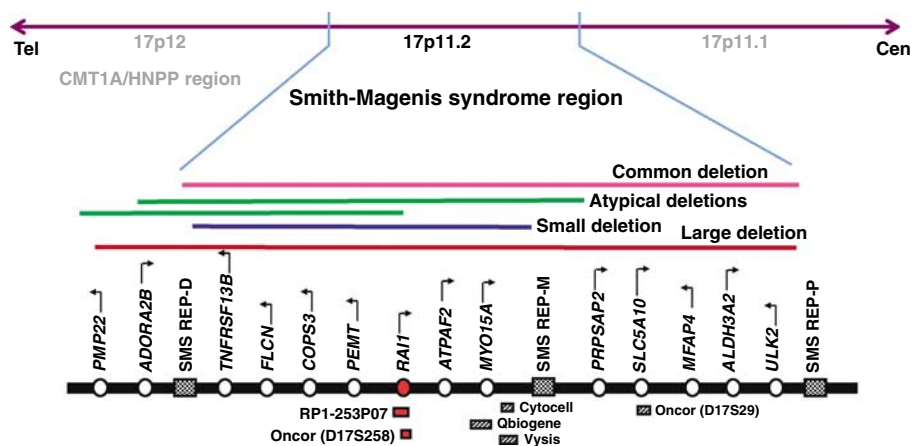 17p12 17p11.2 17p11.1
Tel Cen
CMT1A/HNPP region
Smith-Magenis syndrome region
Common deletion
Atypical deletions
Small deletion
Large deletion
PMP22
ADORA2B
SMS REP-D
TNFRSF13B
FLCN
COPS3
PEMT
RAI1
ATPAF2
MYO15A
SMS REP-M
PRPSAP2
SLC5A10
MFAP4
ALDH3A2
ULK2
SMS REP-P
RP1-253P07
Oncor (D17S258)
Cytocell
Qbiogene
Vysis
Oncor (D17S29)